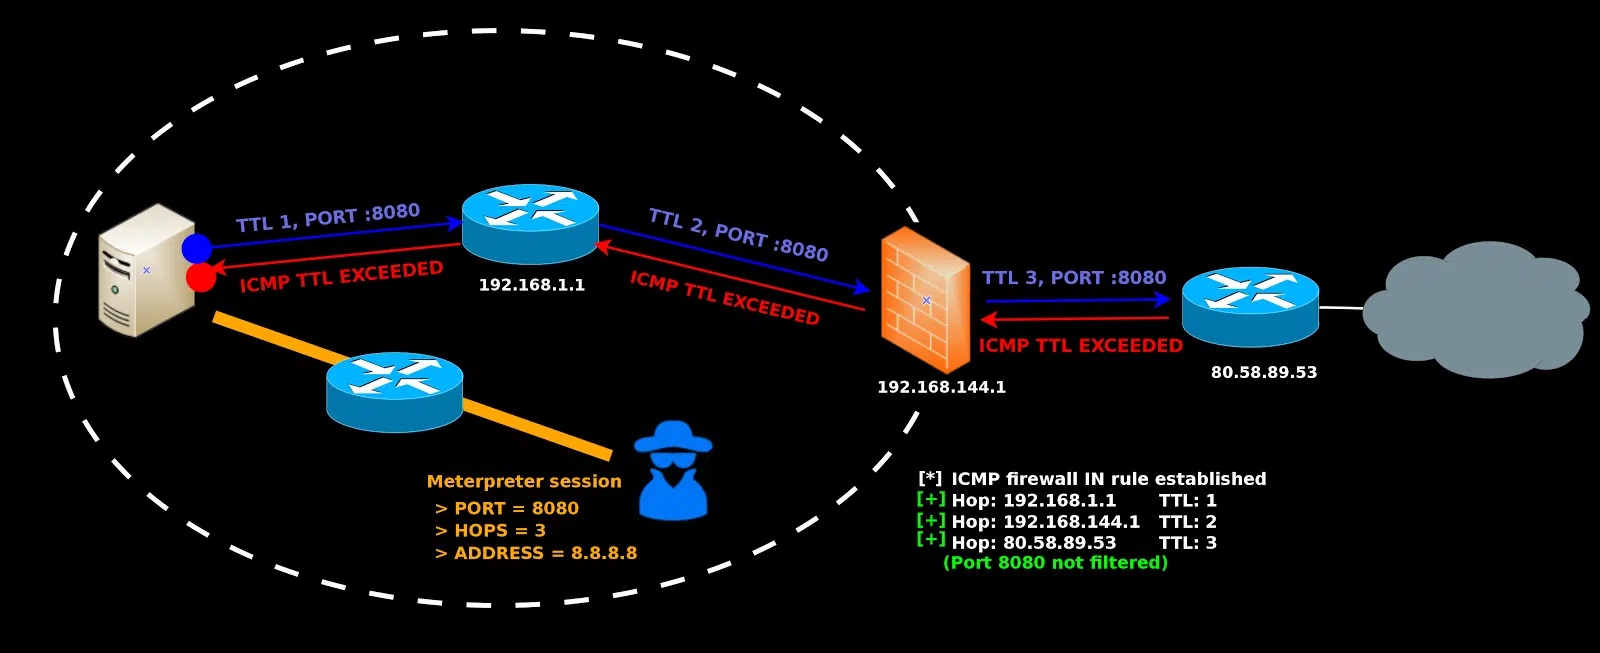 TTL 1, PORT :8080
ICMP TTL EXCEEDED
192.168.1.1
TTL 2, PORT :8080
ICMP TTL EXCEEDED
192.168.144.1
TTL 3, PORT :8080
ICMP TTL EXCEEDED
80.58.89.53
Meterpreter session
> PORT = 8080
> HOPS = 3
> ADDRESS = 8.8.8.8
[*] ICMP firewall IN rule established
[+] Hop: 192.168.1.1 TTL: 1
[+] Hop: 192.168.144.1 TTL: 2
[+] Hop: 80.58.89.53 TTL: 3
(Port 8080 not filtered)